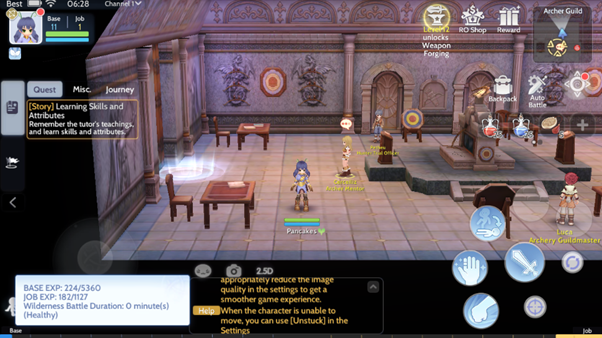 Best
06:28
Channel 1
Base
11
Job
1
Level 12
unlocks
Weapon
Forging
RO Shop
Reward
Archer Guild
Backpack
Auto
Battle
Quest
Misc.
Journey
[Story] Learning Skills and
Attributes
Remember the tutor's teachings,
and learn skills and attributes.
Archer Mentor
Pancakes
Luca
Archery Guildmaster
2.5D
BASE EXP: 224/5360
JOB EXP: 182/1127
Wilderness Battle Duration: 0 minute(s)
(Healthy)
appropriately reduce the image
quality in the settings to get a
smoother game experience.
Help
When the character is unable to
move, you can use [Unstuck] in the
Settings
Base
Job